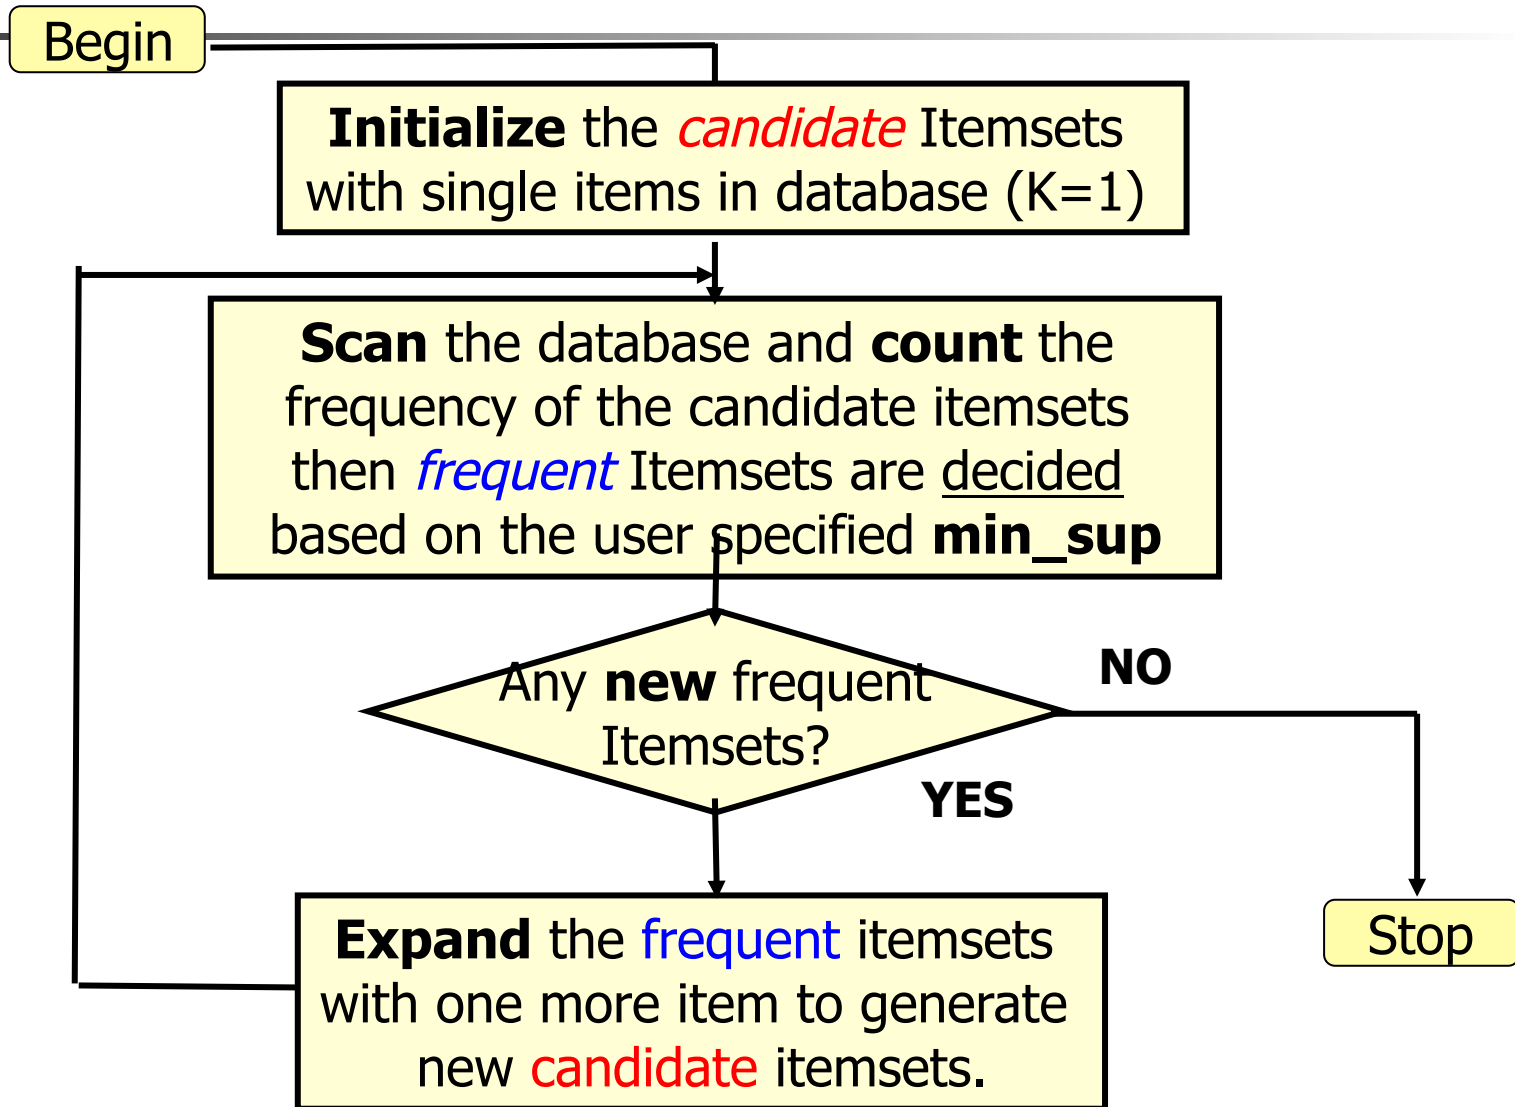 Begin
Initialize the candidate Itemsets
with single items in database (K=1)
Scan the database and count the
frequency of the candidate itemsets
then frequent Itemsets are decided
based on the user specified min_sup
Any new frequent
Itemsets?
NO
YES
Expand the frequent itemsets
with one more item to generate
new candidate itemsets.
Stop